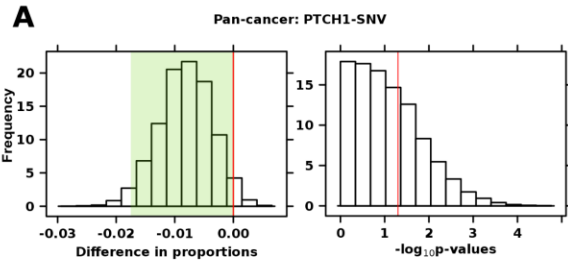 A
Pan-cancer: PTCH1-SNV
Frequency
20
15
10
5
0
-0.03 -0.02 -0.01 0.00
Difference in proportions
15
10
5
0
0 1 2 3 4
-log10p-values